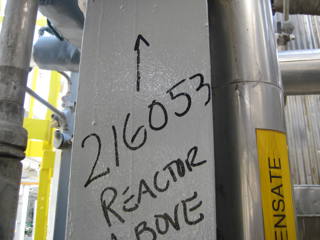 216053
REACTOR
ABOVE
ENSATE